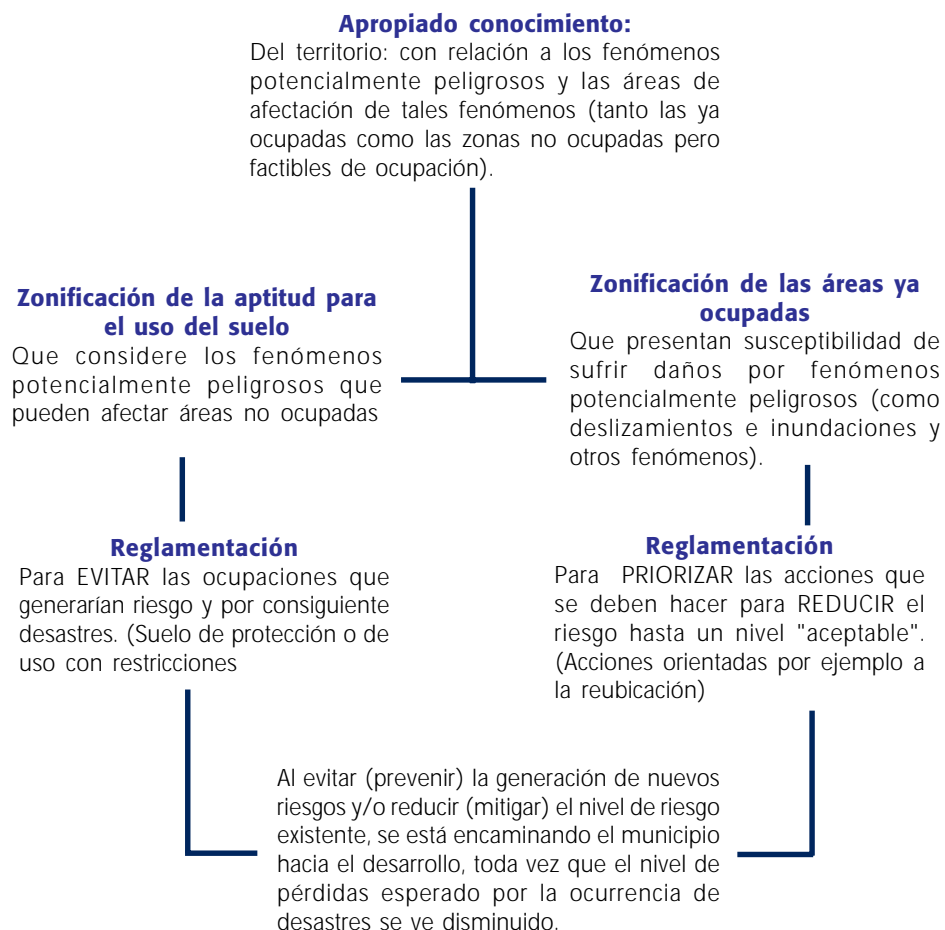 Apropiado conocimiento:
Del territorio: con relación a los fenómenos
potencialmente peligrosos y las áreas de
afectación de tales fenómenos (tanto las ya
ocupadas como las zonas no ocupadas pero
factibles de ocupación).
Zonificación de la aptitud para
el uso del suelo
Que considere los fenómenos
potencialmente peligrosos que
pueden afectar áreas no ocupadas
Zonificación de las áreas ya
ocupadas
Que presentan susceptibilidad de
sufrir daños por fenómenos
potencialmente peligrosos (como
deslizamientos e inundaciones y
otros fenómenos).
Reglamentación
Para EVITAR las ocupaciones que
generarían riesgo y por consiguiente
desastres. (Suelo de protección o de
uso con restricciones
Reglamentación
Para PRIORIZAR las acciones que
se deben hacer para REDUCIR el
riesgo hasta un nivel "aceptable".
(Acciones orientadas por ejemplo a
la reubicación)
Al evitar (prevenir) la generación de nuevos
riesgos y/o reducir (mitigar) el nivel de riesgo
existente, se está encaminando el municipio
hacia el desarrollo, toda vez que el nivel de
pérdidas esperado por la ocurrencia de
desastres se ve disminuido.